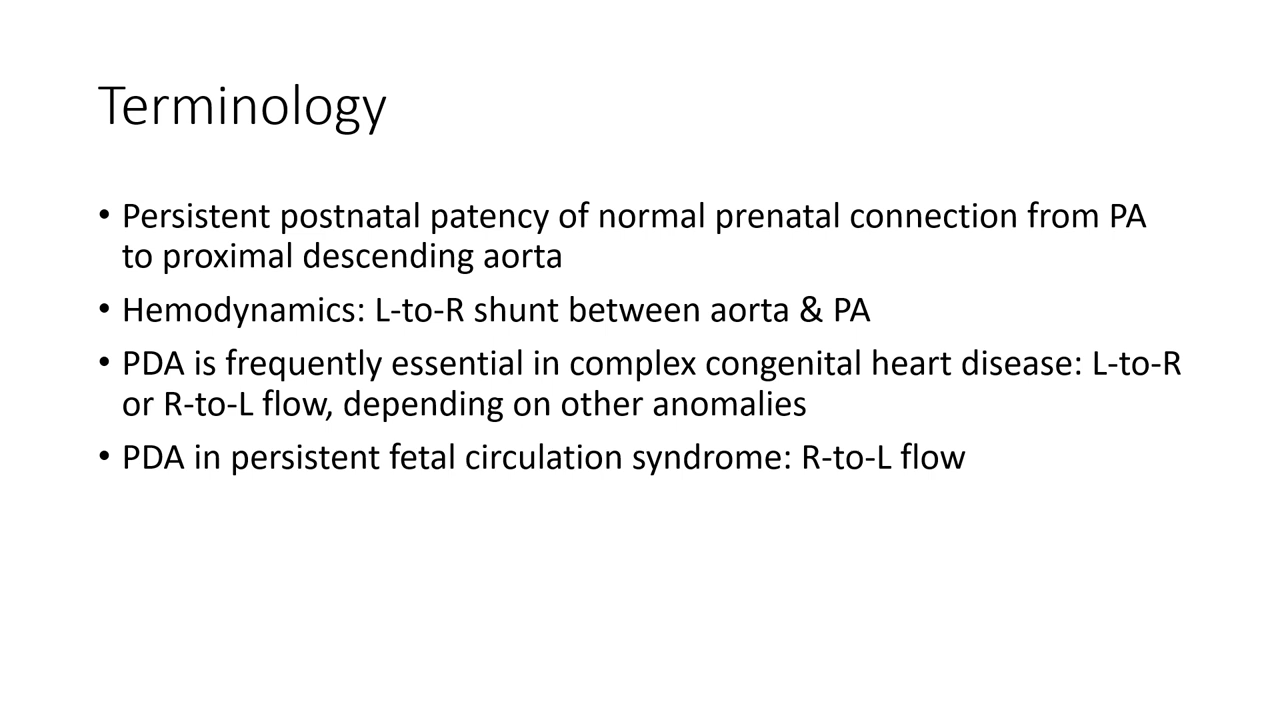 Terminology
• Persistent postnatal patency of normal prenatal connection from PA
to proximal descending aorta
• Hemodynamics: L-to-R shunt between aorta & PA
• PDA is frequently essential in complex congenital heart disease: L-to-R
or R-to-L flow, depending on other anomalies
• PDA in persistent fetal circulation syndrome: R-to-L flow